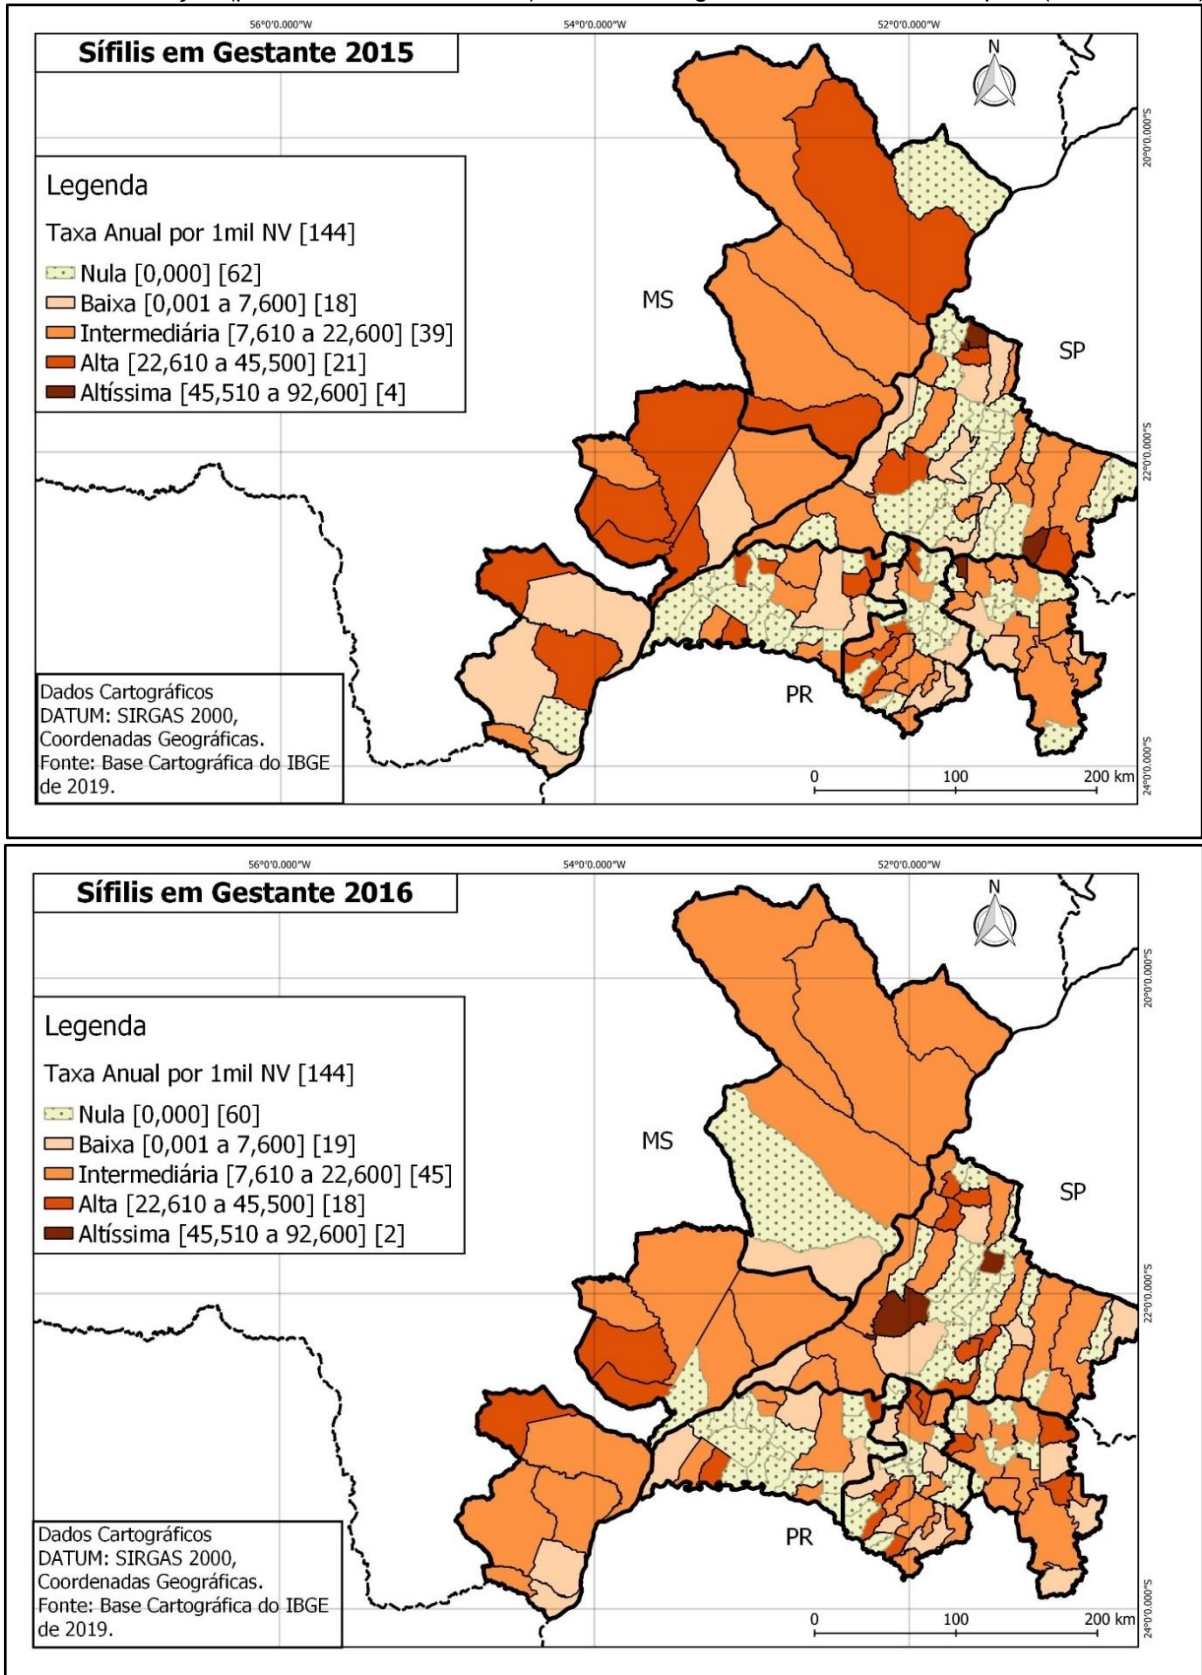 56°0'0.000"W 54°0'0.000"W 52°0'0.000"W
Sífilis em Gestante 2015
N
20°0'0.000"S
Legenda
Taxa Anual por 1mil NV [144]
Nula [0,000] [62]
Baixa [0,001 a 7,600] [18]
Intermediária [7,610 a 22,600] [39]
Alta [22,610 a 45,500] [21]
Altíssima [45,510 a 92,600] [4]
MS
SP
22°0'0.000"S
PR
Dados Cartográficos
DATUM: SIRGAS 2000,
Coordenadas Geográficas.
Fonte: Base Cartográfica do IBGE
de 2019.
0 100 200 km
24°0'0.000"S
56°0'0.000"W 54°0'0.000"W 52°0'0.000"W
Sífilis em Gestante 2016
N
20°0'0.000"S
Legenda
Taxa Anual por 1mil NV [144]
Nula [0,000] [60]
Baixa [0,001 a 7,600] [19]
Intermediária [7,610 a 22,600] [45]
Alta [22,610 a 45,500] [18]
Altíssima [45,510 a 92,600] [2]
MS
SP
22°0'0.000"S
PR
Dados Cartográficos
DATUM: SIRGAS 2000,
Coordenadas Geográficas.
Fonte: Base Cartográfica do IBGE
de 2019.
0 100 200 km
24°0'0.000"S